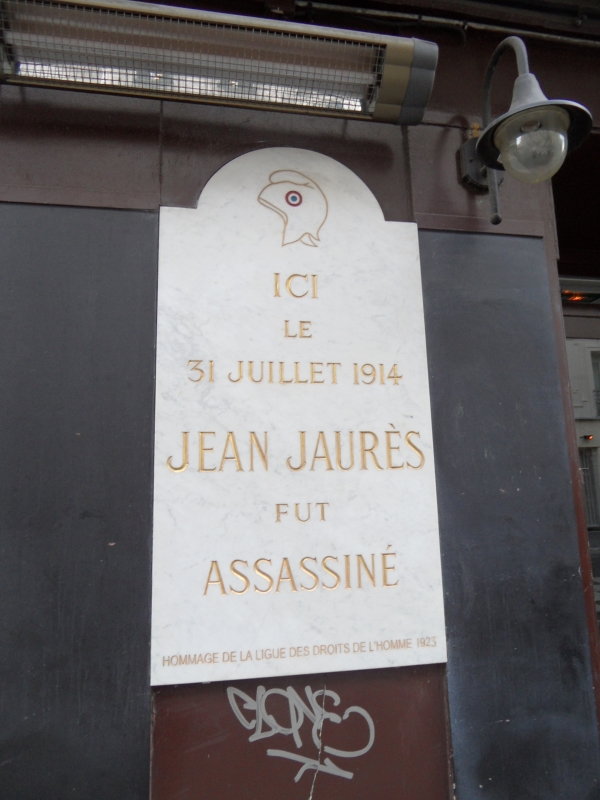 ICI
LE
31 JUILLET 1914
JEAN JAURÈS
FUT
ASSASSINÉ
HOMMAGE DE LA LIGUE DES DROITS DE L'HOMME 1923